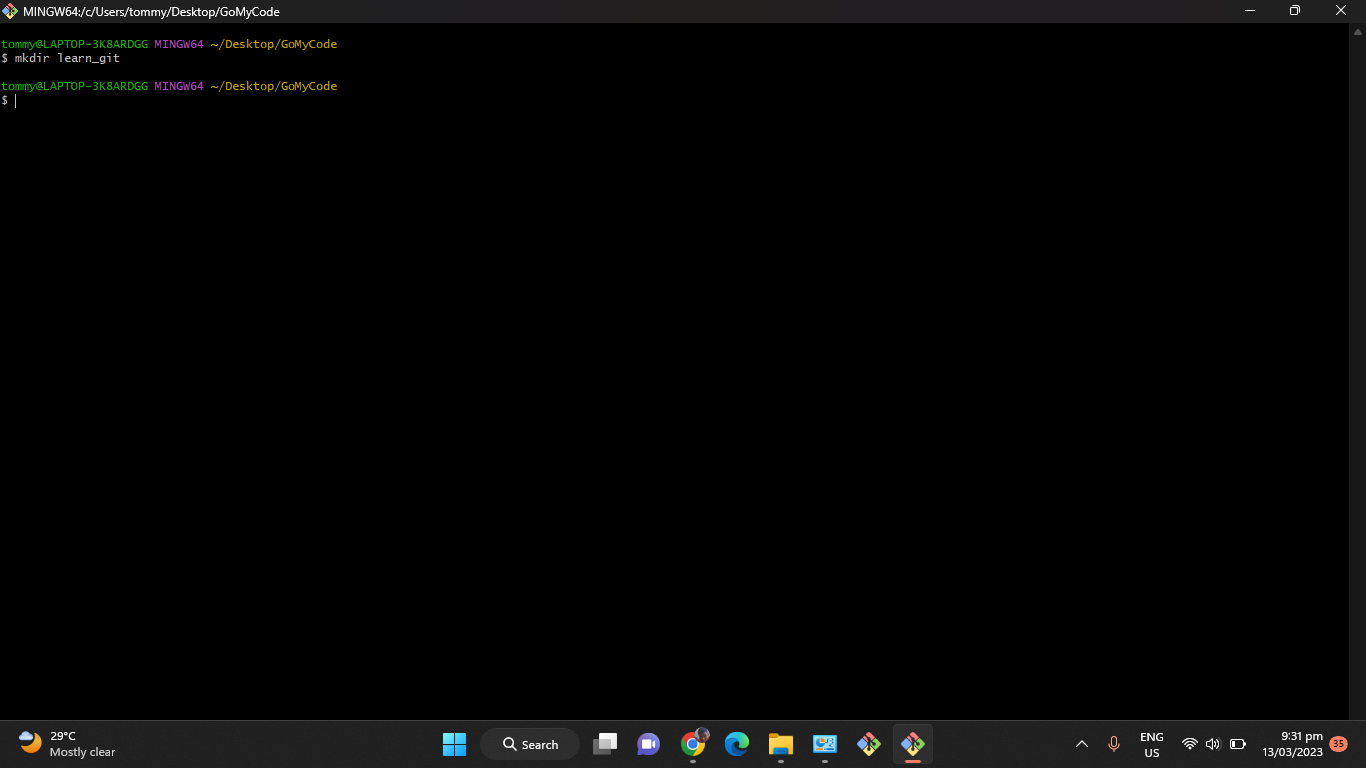 MINGW64:/c/Users/tommy/Desktop/GoMyCode
tommy@LAPTOP-3K8ARDGG MINGW64 ~/Desktop/GoMyCode
$ mkdir learn_git
tommy@LAPTOP-3K8ARDGG MINGW64 ~/Desktop/GoMyCode
$
29°C
Mostly clear
Search
ENG
US
9:31 pm
13/03/2023
35